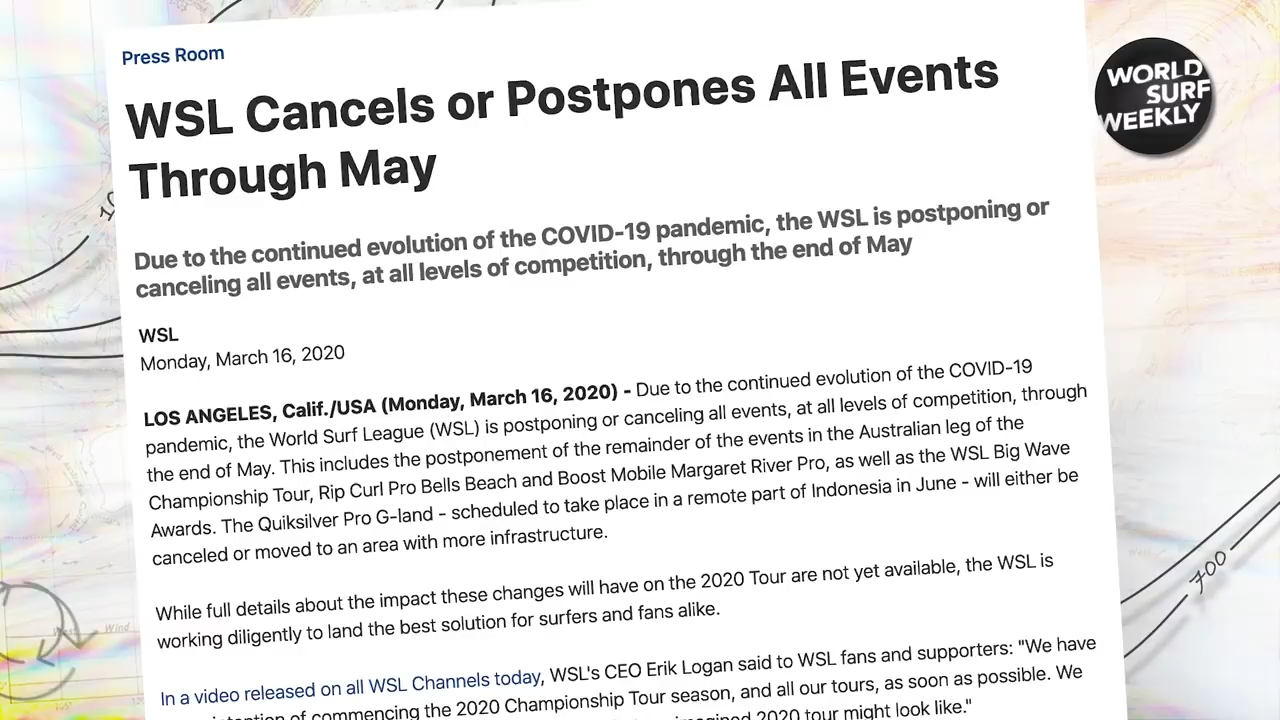 Press Room
WSL Cancels or Postpones All Events
Through May
WORLD
SURF
WEEKLY
Due to the continued evolution of the COVID-19 pandemic, the WSL is postponing or
canceling all events, at all levels of competition, through the end of May
WSL
Monday, March 16, 2020
LOS ANGELES, Calif./USA (Monday, March 16, 2020) - Due to the continued evolution of the COVID-19
pandemic, the World Surf League (WSL) is postponing or canceling all events, at all levels of competition, through
the end of May. This includes the postponement of the remainder of the events in the Australian leg of the
Championship Tour, Rip Curl Pro Bells Beach and Boost Mobile Margaret River Pro, as well as the WSL Big Wave
Awards. The Quiksilver Pro G-land - scheduled to take place in a remote part of Indonesia in June - will either be
canceled or moved to an area with more infrastructure.
While full details about the impact these changes will have on the 2020 Tour are not yet available, the WSL is
working diligently to land the best solution for surfers and fans alike.
In a video released on all WSL Channels today, WSL's CEO Erik Logan said to WSL fans and supporters: "We have
intention of commencing the 2020 Championship Tour season, and all our tours, as soon as possible. We
2020 tour might look like."
700
Wind